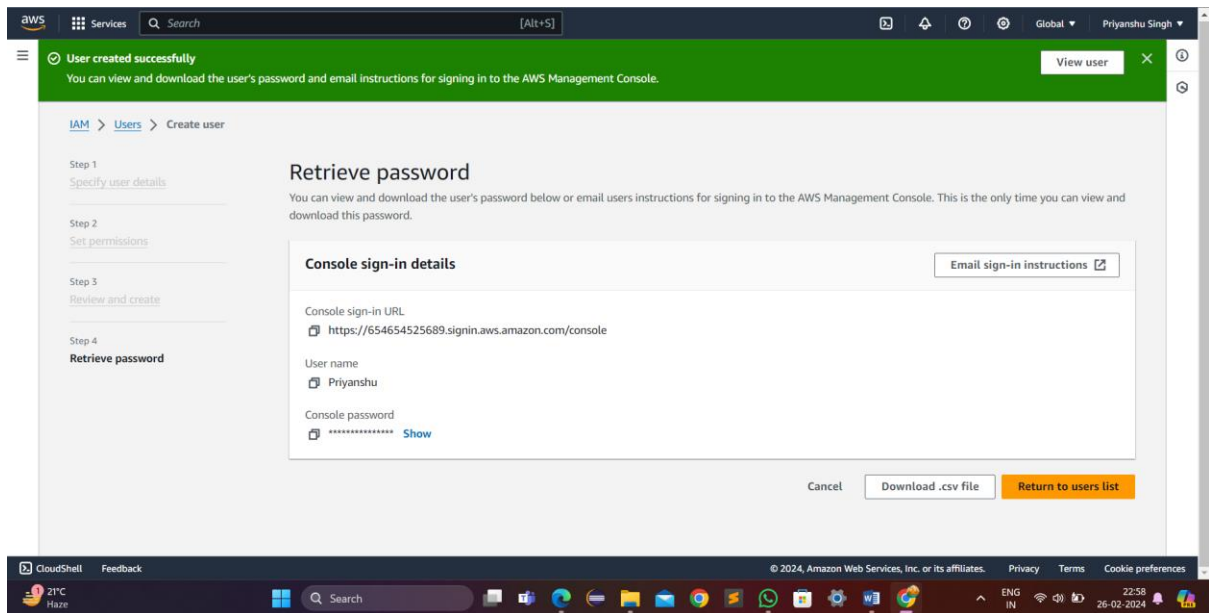 aws
Services
Search
[Alt+S]
Global
Priyanshu Singh
User created successfully
You can view and download the user's password and email instructions for signing in to the AWS Management Console.
View user
IAM > Users > Create user
Step 1
Specify user details
Step 2
Set permissions
Step 3
Review and create
Step 4
Retrieve password
Retrieve password
You can view and download the user's password below or email users instructions for signing in to the AWS Management Console. This is the only time you can view and
download this password.
Console sign-in details
Email sign-in instructions
Console sign-in URL
https://654654525689.signin.aws.amazon.com/console
User name
Priyanshu
Console password
*************** Show
Cancel
Download .csv file
Return to users list
CloudShell
Feedback
© 2024, Amazon Web Services, Inc. or its affiliates.
Privacy
Terms
Cookie preferences
1
21°C
Haze
Search
ENG
IN
22:58
26-02-2024